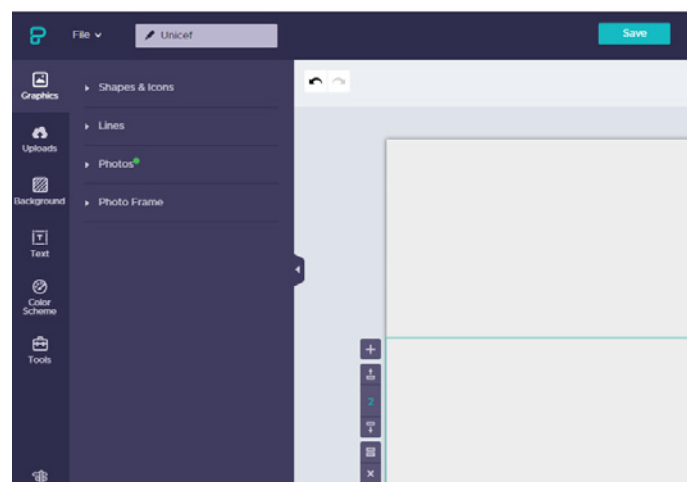 File
Unicef
Save
Graphics
Shapes & Icons
Lines
Uploads
Photos
Background
Photo Frame
Text
Color
Scheme
Tools
2